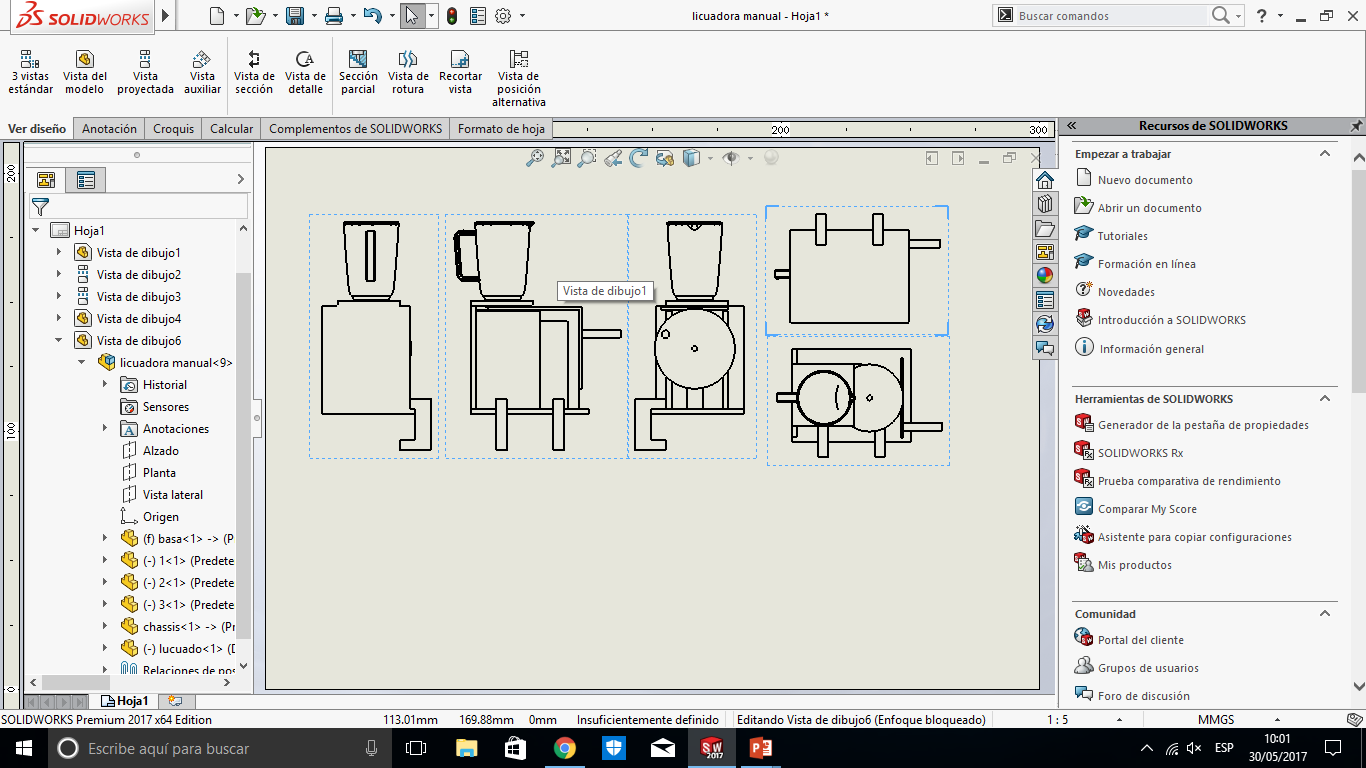 SOLIDWORKS
licuadora manual - Hoja1 *
Buscar comandos
3 vistas estándar
Vista del modelo
Vista proyectada
Vista auxiliar
Vista de sección
Vista de detalle
Sección parcial
Vista de rotura
Recortar vista
Vista de posición alternativa
Ver diseño
Anotación
Croquis
Calcular
Complementos de SOLIDWORKS
Formato de hoja
200
300
200
100
0
Hoja1
Vista de dibujo1
Vista de dibujo2
Vista de dibujo3
Vista de dibujo4
Vista de dibujo6
licuadora manual<9>
Historial
Sensores
Anotaciones
Alzado
Planta
Vista lateral
Origen
(f) basa<1> -> (P
(-) 1<1> (Predete
(-) 2<1> (Predete
(-) 3<1> (Predete
chassis<1> -> (Pr
(-) lucuado<1> (D
Relaciones de pos
Hoja1
Vista de dibujo1
Recursos de SOLIDWORKS
Empezar a trabajar
Nuevo documento
Abrir un documento
Tutoriales
Formación en línea
Novedades
Introducción a SOLIDWORKS
Información general
Herramientas de SOLIDWORKS
Generador de la pestaña de propiedades
SOLIDWORKS Rx
Prueba comparativa de rendimiento
Comparar My Score
Asistente para copiar configuraciones
Mis productos
Comunidad
Portal del cliente
Grupos de usuarios
Foro de discusión
SOLIDWORKS Premium 2017 x64 Edition
113.01mm
169.88mm
0mm
Insuficientemente definido
Editando Vista de dibujo6 (Enfoque bloqueado)
1 : 5
MMGS
Escribe aquí para buscar
SW
2017
ESP
10:01
30/05/2017